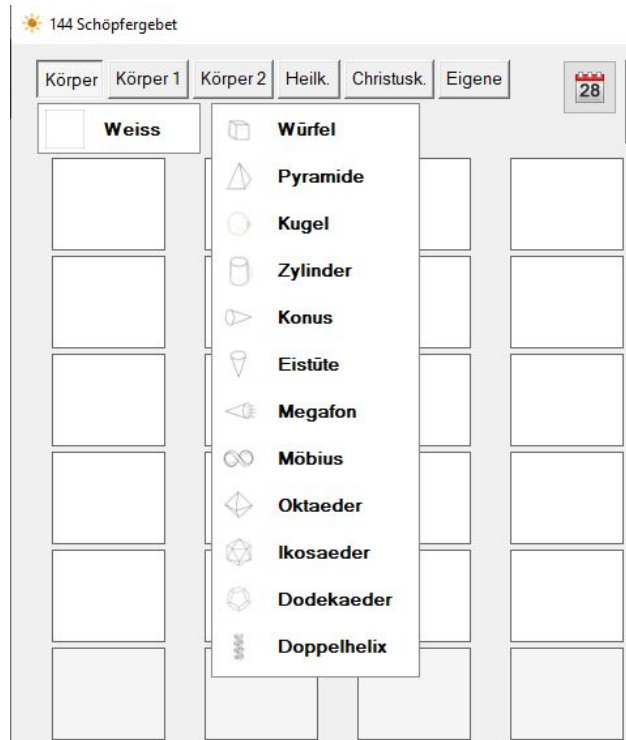 144 Schöpfergebet
Körper Körper 1 Körper 2 Heilk. Christusk. Eigene 28
Weiss
Würfel
Pyramide
Kugel
Zylinder
Konus
Eistüte
Megafon
Möbius
Oktaeder
Ikosaeder
Dodekaeder
Doppelhelix